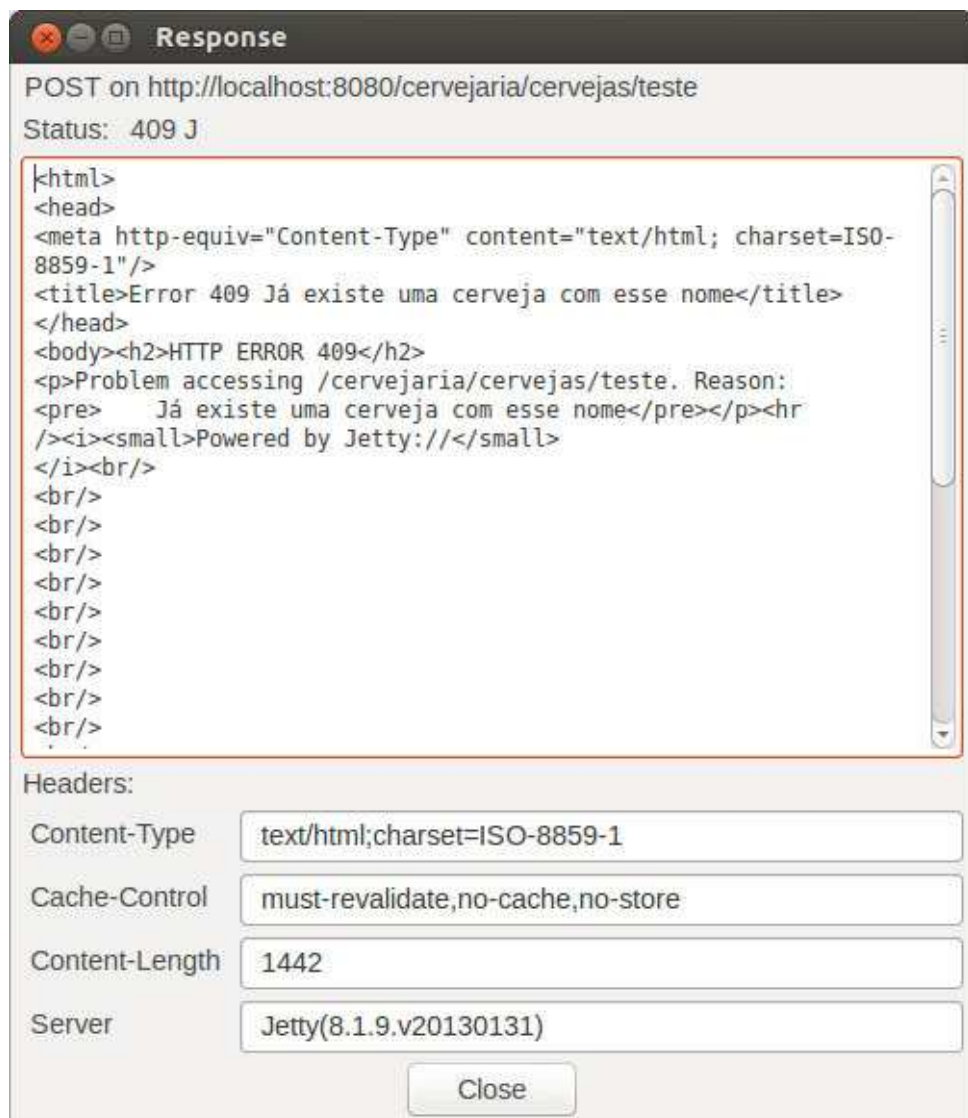 Response
POST on http://localhost:8080/cervejaria/cervejas/teste
Status: 409 J
<html>
<head>
<meta http-equiv="Content-Type" content="text/html; charset=ISO-
8859-1"/>
<title>Error 409 Já existe uma cerveja com esse nome</title>
</head>
<body><h2>HTTP ERROR 409</h2>
<p>Problem accessing /cervejaria/cervejas/teste. Reason:
<pre>    Já existe uma cerveja com esse nome</pre></p><hr
/><i><small>Powered by Jetty://</small>
</i><br/>
<br/>
<br/>
<br/>
<br/>
<br/>
<br/>
<br/>
<br/>
<br/>
Headers:
Content-Type text/html;charset=ISO-8859-1
Cache-Control must-revalidate,no-cache,no-store
Content-Length 1442
Server Jetty(8.1.9.v20130131)
Close